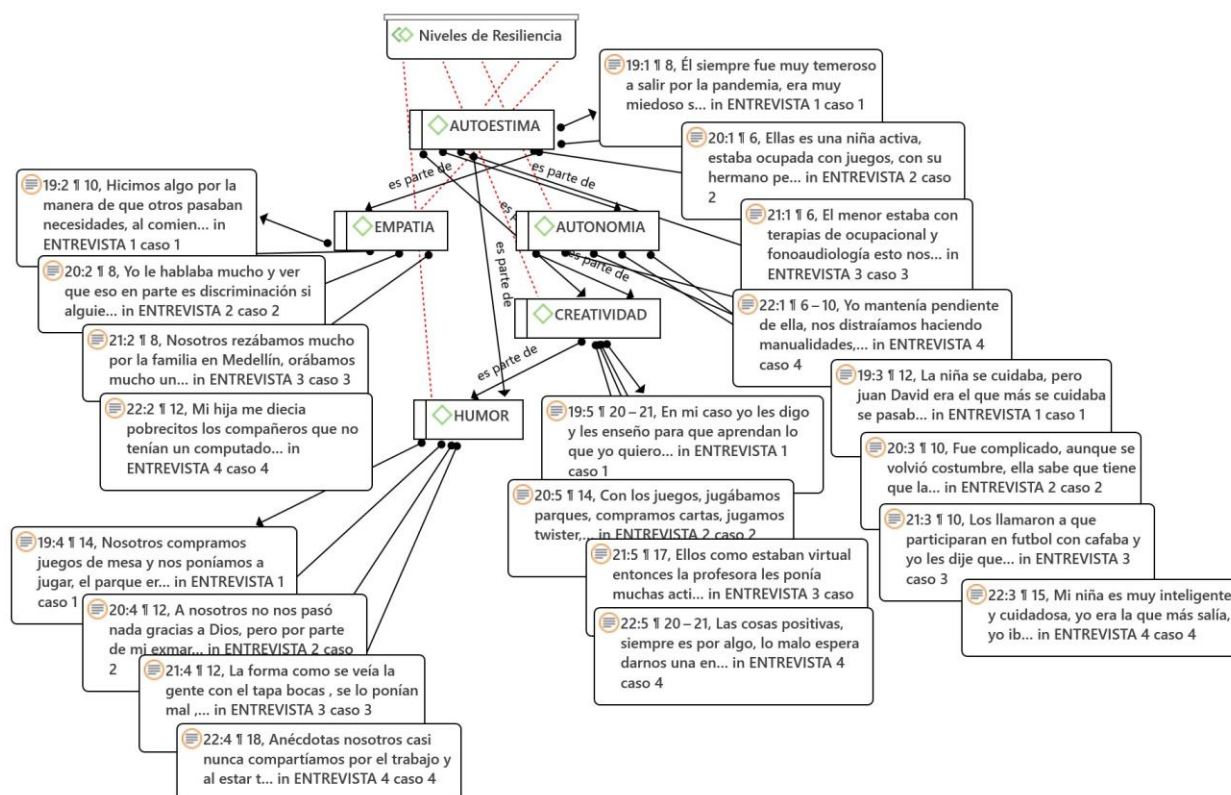 Niveles de Resiliencia
19:1 ¶ 8, Él siempre fue muy temeroso
a salir por la pandemia, era muy
miedoso s... in ENTREVISTA 1 caso 1
AUTOESTIMA
20:1 ¶ 6, Ellas es una niña activa,
estaba ocupada con juegos, con su
hermano pe... in ENTREVISTA 2 caso
2
es parte de
es parte de
19:2 ¶ 10, Hicimos algo por la
manera de que otros pasaban
necesidades, al comien... in
ENTREVISTA 1 caso 1
21:1 ¶ 6, El menor estaba con
terapias de ocupacional y
fonoaudiología esto nos... in
ENTREVISTA 3 caso 3
EMPATIA
AUTONOMIA
es parte de
es parte de
20:2 ¶ 8, Yo le hablaba mucho y ver
que eso en parte es discriminación si
alguie... in ENTREVISTA 2 caso 2
22:1 ¶ 6 – 10, Yo mantenía pendiente
de ella, nos distraíamos haciendo
manualidades,... in ENTREVISTA 4
caso 4
CREATIVIDAD
21:2 ¶ 8, Nosotros rezábamos mucho
por la familia en Medellín, orábamos
mucho un... in ENTREVISTA 3 caso 3
es parte de
19:3 ¶ 12, La niña se cuidaba, pero
juan David era el que más se cuidaba
se pasab... in ENTREVISTA 1 caso 1
22:2 ¶ 12, Mi hija me diecia
pobrecitos los compañeros que no
tenían un computado... in
ENTREVISTA 4 caso 4
HUMOR
19:5 ¶ 20 – 21, En mi caso yo les digo
y les enseño para que aprendan lo
que yo quiero... in ENTREVISTA 1
caso 1
20:3 ¶ 10, Fue complicado, aunque se
volvió costumbre, ella sabe que tiene
que la... in ENTREVISTA 2 caso 2
20:5 ¶ 14, Con los juegos, jugábamos
parques, compramos cartas, jugamos
twister,... in ENTREVISTA 2 caso 2
21:3 ¶ 10, Los llamaron a que
participaran en futbol con cafaba y
yo les dije que... in ENTREVISTA 3
caso 3
19:4 ¶ 14, Nosotros compramos
juegos de mesa y nos poníamos a
jugar, el parque er... in ENTREVISTA 1
caso 1
21:5 ¶ 17, Ellos como estaban virtual
entonces la profesora les ponía
muchas acti... in ENTREVISTA 3 caso
22:3 ¶ 15, Mi niña es muy inteligente
y cuidadosa, yo era la que más salía,
yo ib... in ENTREVISTA 4 caso 4
20:4 ¶ 12, A nosotros no nos pasó
nada gracias a Dios, pero por parte
de mi exmar... in ENTREVISTA 2 caso
2
22:5 ¶ 20 – 21, Las cosas positivas,
siempre es por algo, lo malo espera
darnos una en... in ENTREVISTA 4
caso 4
21:4 ¶ 12, La forma como se veía la
gente con el tapa bocas , se lo ponían
mal ,... in ENTREVISTA 3 caso 3
22:4 ¶ 18, Anécdotas nosotros casi
nunca compartíamos por el trabajo y
al estar t... in ENTREVISTA 4 caso 4